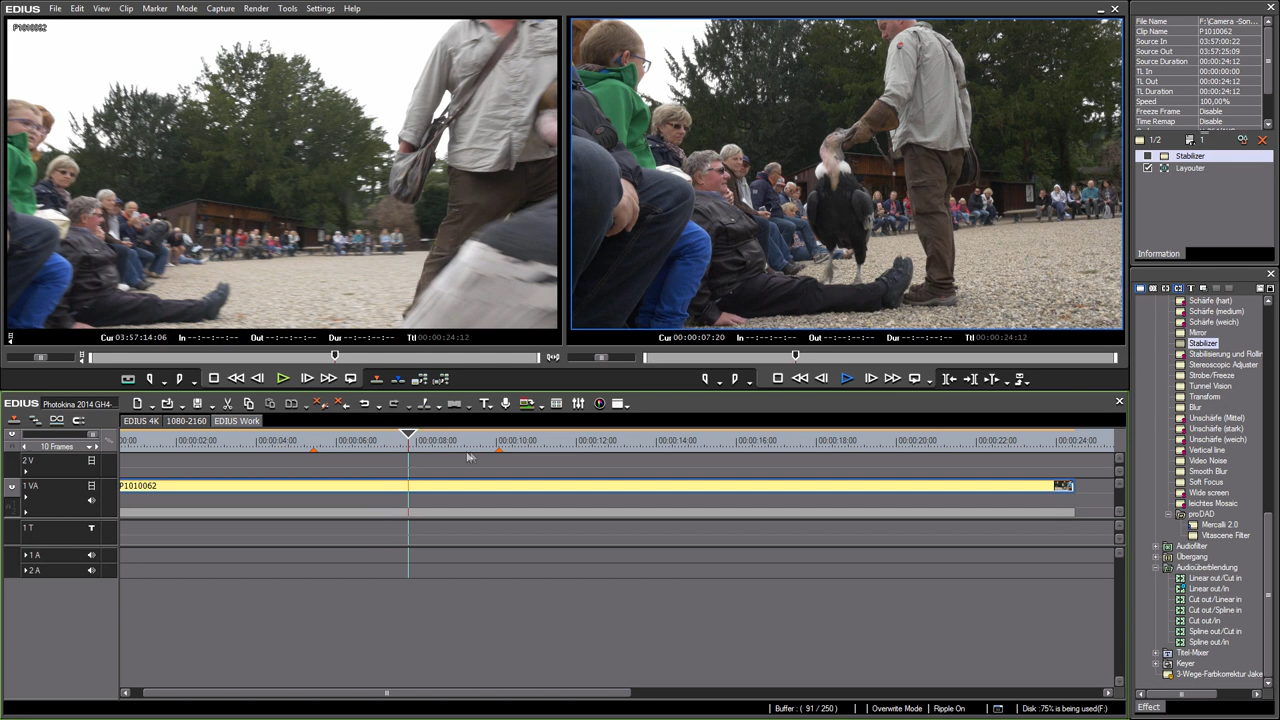 EDIUS File Edit View Clip Marker Mode Capture Render Tools Settings Help
P1010062
Cur 03:57:14:06 In --:--:--:-- Out --:--:--:-- Dur --:--:--:-- Ttl 00:00:24:12
Cur 00:00:07:20 In --:--:--:-- Out --:--:--:-- Dur --:--:--:-- Ttl 00:00:24:12
File Name F:\Camera -Son...
Clip Name P1010062
Source In 03:57:00:22
Source Out 03:57:25:09
Source Duration 00:00:24:12
TL In 00:00:00:00
TL Out 00:00:24:12
TL Duration 00:00:24:12
Speed 100,00%
Freeze Frame Disable
Time Remap Disable
1/2 1
Stabilizer
Layouter
Information
EDIUS Photokina 2014 GH4-...
EDIUS 4K 1080-2160 EDIUS Work
10 Frames
00:00 00:00:02:00 00:00:04:00 00:00:06:00 00:00:08:00 00:00:10:00 00:00:12:00 00:00:14:00 00:00:16:00 00:00:18:00 00:00:20:00 00:00:22:00 00:00:24:00
2 V
1 VA P1010062
1 T T
1 A
2 A
Schärfe (hart)
Schärfe (medium)
Schärfe (weich)
Mirror
Stabilizer
Stabilisierung und Rollin
Stereoscopic Adjuster
Strobe/Freeze
Tunnel Vision
Transform
Blur
Unschärfe (Mittel)
Unschärfe (stark)
Unschärfe (weich)
Vertical line
Video Noise
Smooth Blur
Soft Focus
Wide screen
leichtes Mosaic
proDAD
Mercalli 2.0
Vitascene Filter
Audiofilter
Übergang
Audioüberblendung
Linear out/Cut in
Linear out/in
Cut out/Linear in
Cut out/Spline in
Cut out/in
Spline out/Cut in
Spline out/in
Titel-Mixer
Keyer
3-Wege-Farbkorrektur Jake
Effect
Buffer : ( 91 / 250 ) Overwrite Mode Ripple On Disk :75% is being used(F:)